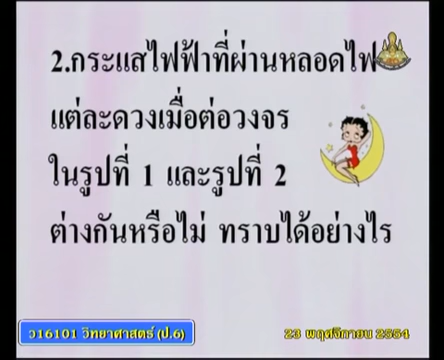 2.กระแสไฟฟ้าที่ผ่านหลอดไฟ
แต่ละดวงเมื่อต่อวงจร
ในรูปที่ 1 และรูปที่ 2
ต่างกันหรือไม่ ทราบได้อย่างไร
ว16101 วิทยาศาสตร์ (ป.6)
23 พฤศจิกายน 2554